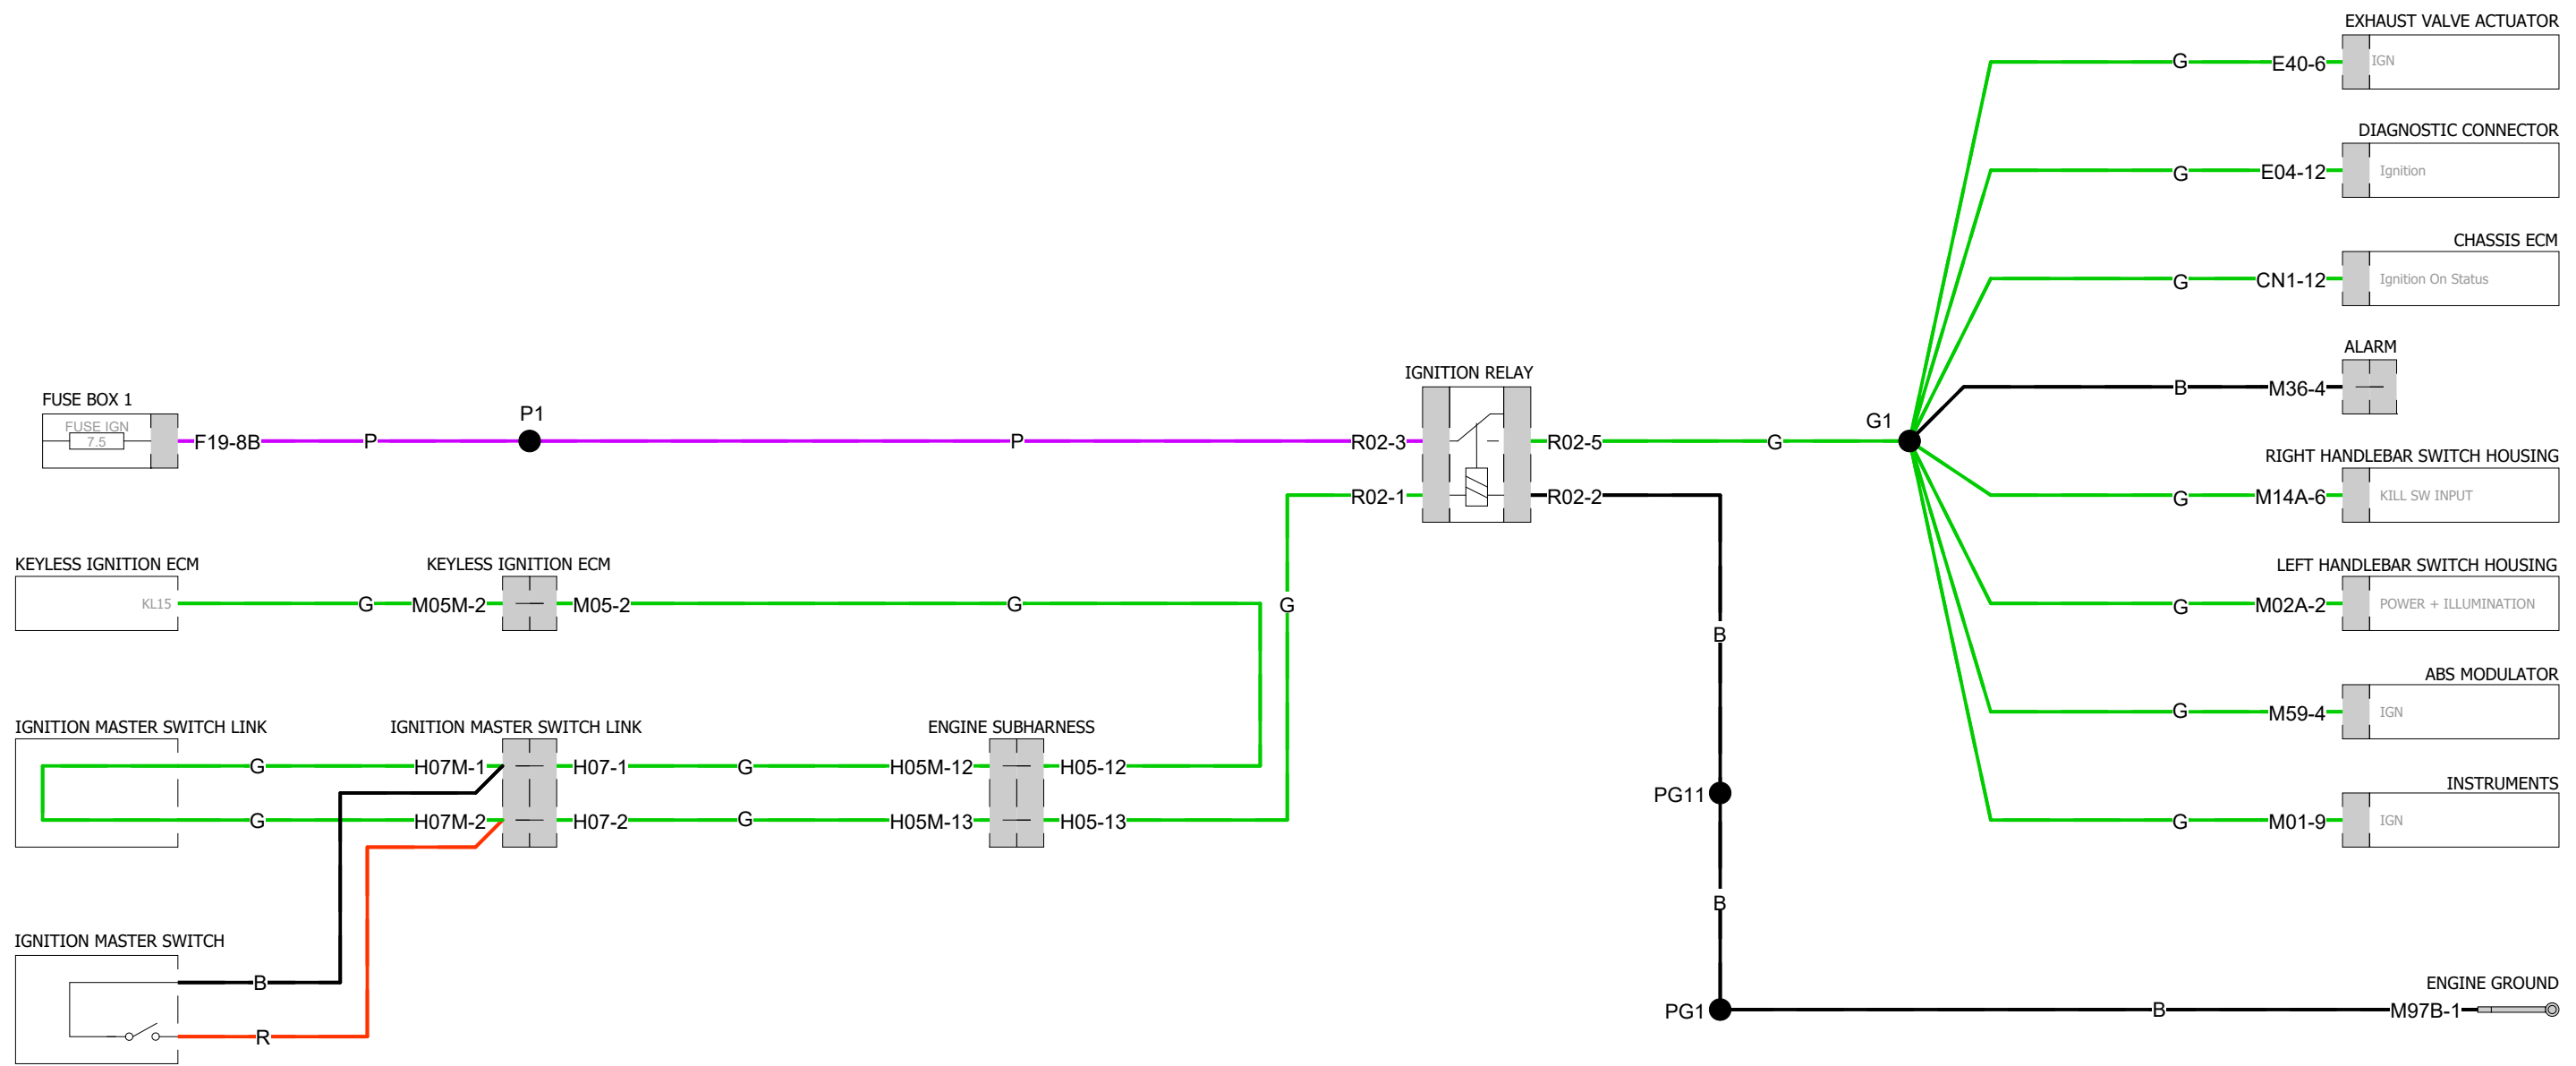 EXHAUST VALVE ACTUATOR
G
E40-6
IGN
DIAGNOSTIC CONNECTOR
G
E04-12
Ignition
CHASSIS ECM
G
CN1-12
Ignition On Status
ALARM
B
M36-4
FUSE BOX 1
FUSE IGN
7.5
F19-8B
P
P1
P
IGNITION RELAY
R02-3
R02-5
G
G1
R02-1
R02-2
RIGHT HANDLEBAR SWITCH HOUSING
G
M14A-6
KILL SW INPUT
KEYLESS IGNITION ECM
KL15
G
M05M-2
KEYLESS IGNITION ECM
M05-2
G
G
B
LEFT HANDLEBAR SWITCH HOUSING
G
M02A-2
POWER + ILLUMINATION
ABS MODULATOR
G
M59-4
IGN
IGNITION MASTER SWITCH LINK
IGNITION MASTER SWITCH LINK
ENGINE SUBHARNESS
G
H07M-1
H07-1
G
H05M-12
H05-12
G
H07M-2
H07-2
G
H05M-13
H05-13
PG11
INSTRUMENTS
G
M01-9
IGN
B
IGNITION MASTER SWITCH
B
R
PG1
B
ENGINE GROUND
M97B-1